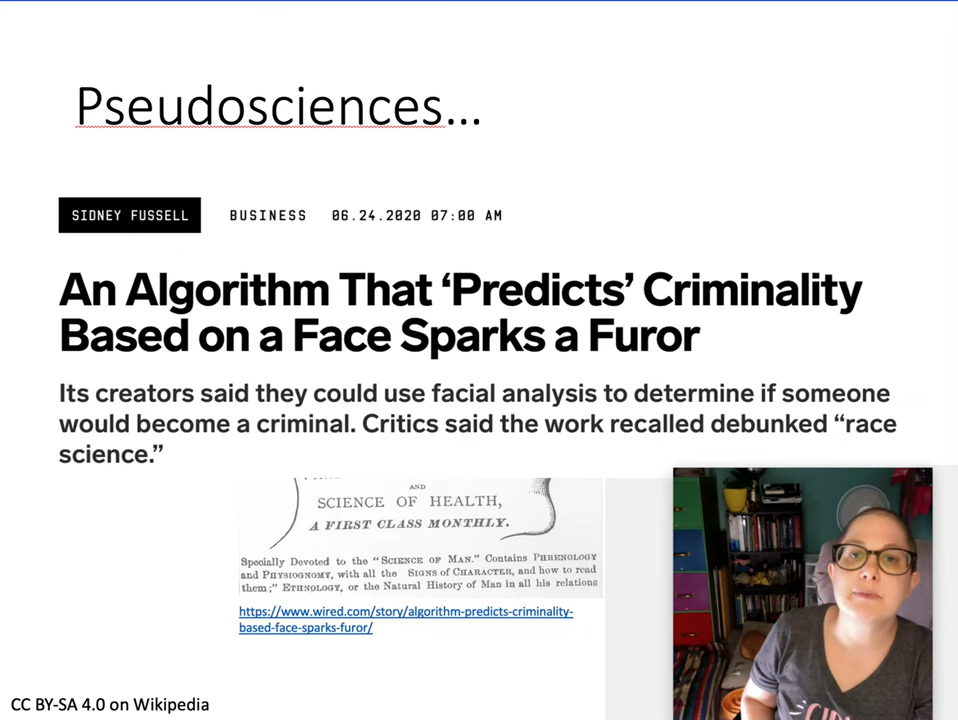 Pseudosciences...
SIDNEY FUSSELL BUSINESS 06.24.2020 07:00 AM
An Algorithm That ‘Predicts’ Criminality
Based on a Face Sparks a Furor
Its creators said they could use facial analysis to determine if someone
would become a criminal. Critics said the work recalled debunked “race
science.”
AND
SCIENCE OF HEALTH,
A FIRST CLASS MONTHLY.
Specially Devoted to the "SCIENCE OF MAN." Contains PHRENOLOGY
and PHYSIOGNOMY, with all the SIGNS of CHARACTER, and how to read
them;" ETHNOLOGY, or the Natural History of Man in all his relations
https://www.wired.com/story/algorithm-predicts-criminality-
based-face-sparks-furor/
CC BY-SA 4.0 on Wikipedia